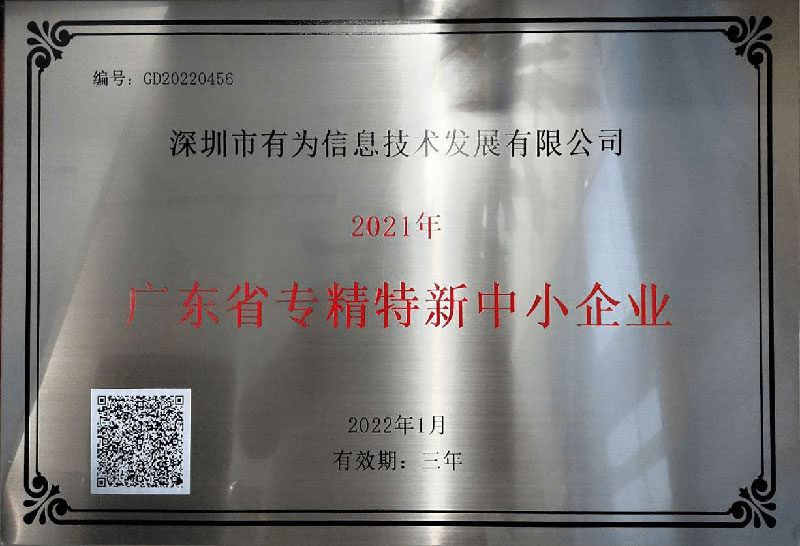 编号：GD20220456
深圳市有为信息技术发展有限公司
2021年
广东省专精特新中小企业
2022年1月
有效期：三年